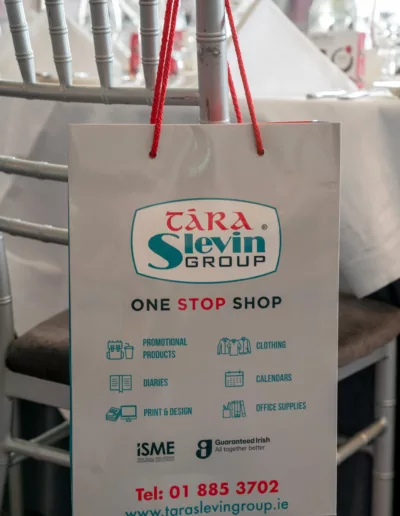 TÁRA ®
Slevin
GROUP
ONE STOP SHOP
PROMOTIONAL
PRODUCTS
CLOTHING
DIARIES
CALENDARS
PRINT & DESIGN
OFFICE SUPPLIES
iSME
Guaranteed Irish
All together better
Tel: 01 885 3702
www.taraslevingroup.ie